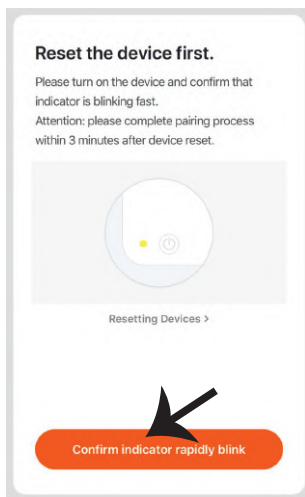 Reset the device first.
Please turn on the device and confirm that
indicator is blinking fast.
Attention: please complete pairing process
within 3 minutes after device reset.
Resetting Devices >
Confirm indicator rapidly blink